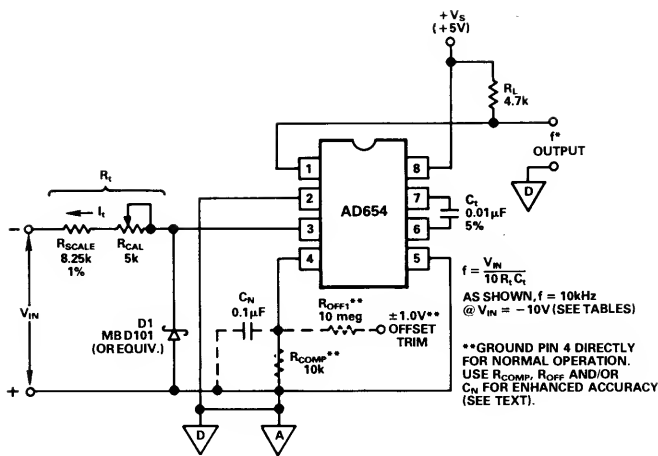 +VS
(+5V)
RL
4.7k
f*
OUTPUT
D
1
2
3
4
8
7
6
5
AD654
Ct
0.01μF
5%
Rt
It
RSCALE
8.25k
1%
RCAL
5k
−
VIN
+
D1
MBD101
(OR EQUIV.)
CN
0.1μF
ROFF1**
10 meg
±1.0V**
OFFSET
TRIM
RCOMP**
10k
D
A
f = VIN / 10 Rt Ct
AS SHOWN, f = 10kHz
@ VIN = −10V (SEE TABLES)
**GROUND PIN 4 DIRECTLY
FOR NORMAL OPERATION.
USE RCOMP, ROFF AND/OR
CN FOR ENHANCED ACCURACY
(SEE TEXT).